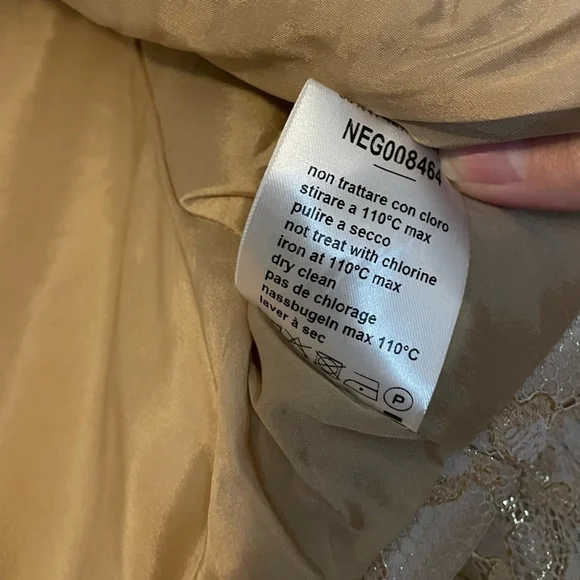 NEG008464
non trattare con cloro
stirare a 110°C max
pulire a secco
not treat with chlorine
iron at 110°C max
dry clean
pas de chlorage
nassbugeln max 110°C
laver à sec
P